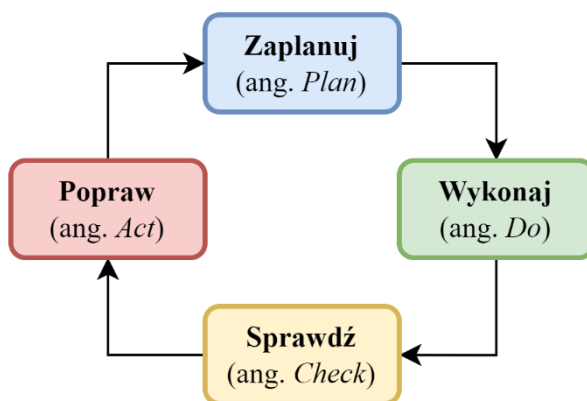 Zaplanuj
(ang. Plan)
Wykonaj
(ang. Do)
Sprawdź
(ang. Check)
Popraw
(ang. Act)